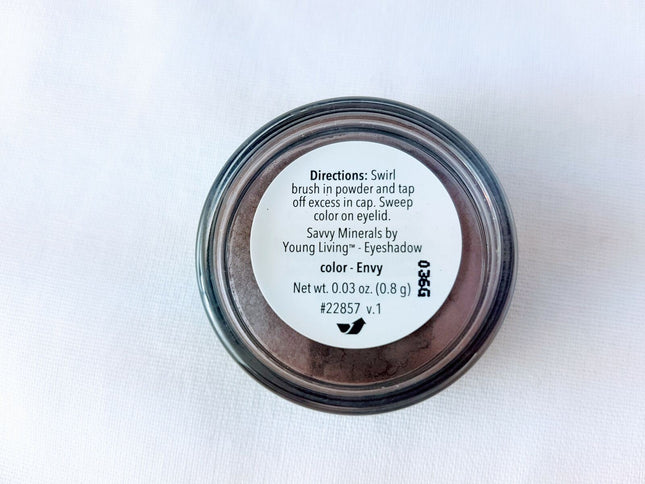 Directions: Swirl
brush in powder and tap
off excess in cap. Sweep
color on eyelid.
Savvy Minerals by
Young Living™ - Eyeshadow
color - Envy
Net wt. 0.03 oz. (0.8 g)
#22857 v.1
036G